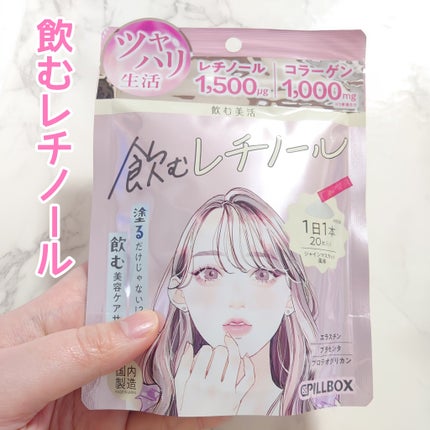 飲むレチノール
ツヤハリ
生活
レチノール
1,500μg
コラーゲン
1,000mg
飲む美活
飲むレチノール
塗るだけじゃない!?
飲む美容ケアサ
1日1本
20本入り
シャインマスカット
風味
エラスチン
プラセンタ
プロテオグリカン
国内
製造
PILLBOX